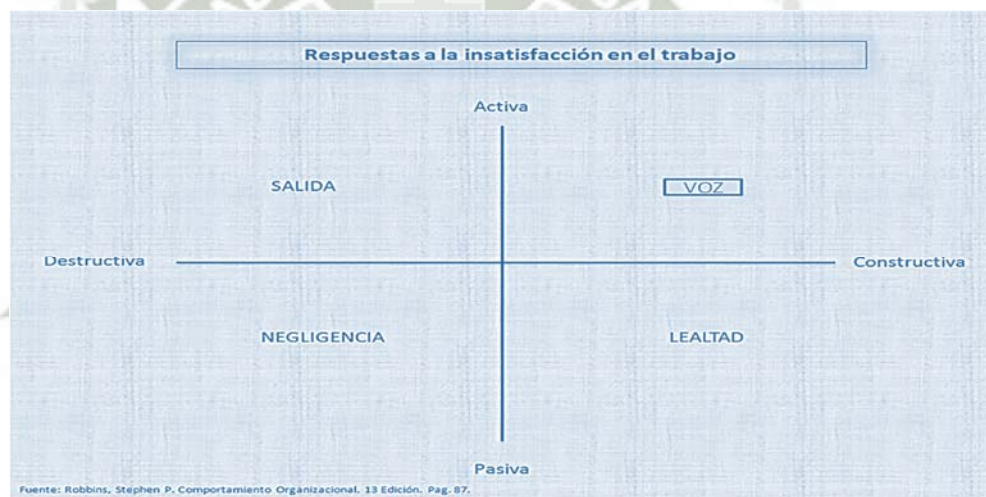 Respuestas a la insatisfacción en el trabajo
Activa
SALIDA
VOZ
Destructiva
Constructiva
NEGLIGENCIA
LEALTAD
Pasiva
Fuente: Robbins, Stephen P. Comportamiento Organizacional. 13 Edición. Pag. 87.